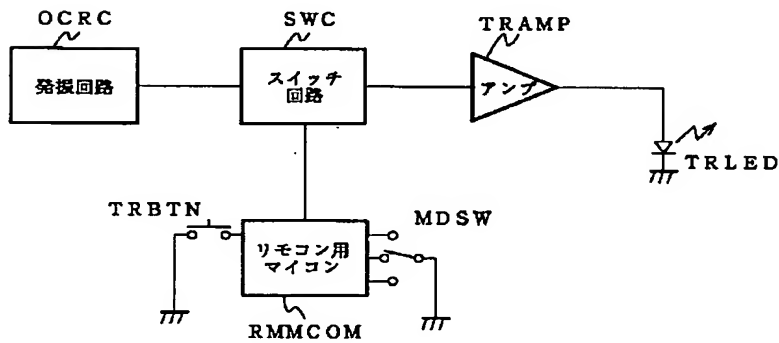 OCRC
SWC
TRAMP
発援回路
スイッチ
回路
アンプ
TRLED
TRBTN
MDSW
リモコン用
マイコン
RMMCOM